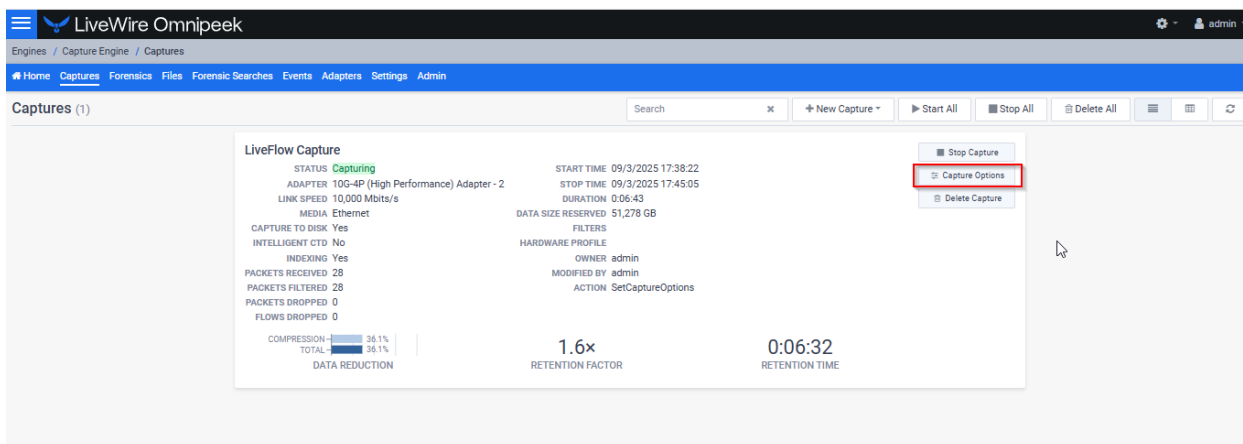 LiveWire Omnipeek
admin
Engines / Capture Engine / Captures
Home Captures Forensics Files Forensic Searches Events Adapters Settings Admin
Captures (1)
Search
New Capture
Start All
Stop All
Delete All
LiveFlow Capture
Stop Capture
Capture Options
Delete Capture
STATUS Capturing
ADAPTER 10G-4P (High Performance) Adapter - 2
LINK SPEED 10,000 Mbits/s
MEDIA Ethernet
CAPTURE TO DISK Yes
INTELLIGENT CTD No
INDEXING Yes
PACKETS RECEIVED 28
PACKETS FILTERED 28
PACKETS DROPPED 0
FLOWS DROPPED 0
START TIME 09/3/2025 17:38:22
STOP TIME 09/3/2025 17:45:05
DURATION 0:06:43
DATA SIZE RESERVED 51,278 GB
FILTERS
HARDWARE PROFILE
OWNER admin
MODIFIED BY admin
ACTION SetCaptureOptions
COMPRESSION 36.1%
TOTAL 36.1%
DATA REDUCTION
1.6×
RETENTION FACTOR
0:06:32
RETENTION TIME